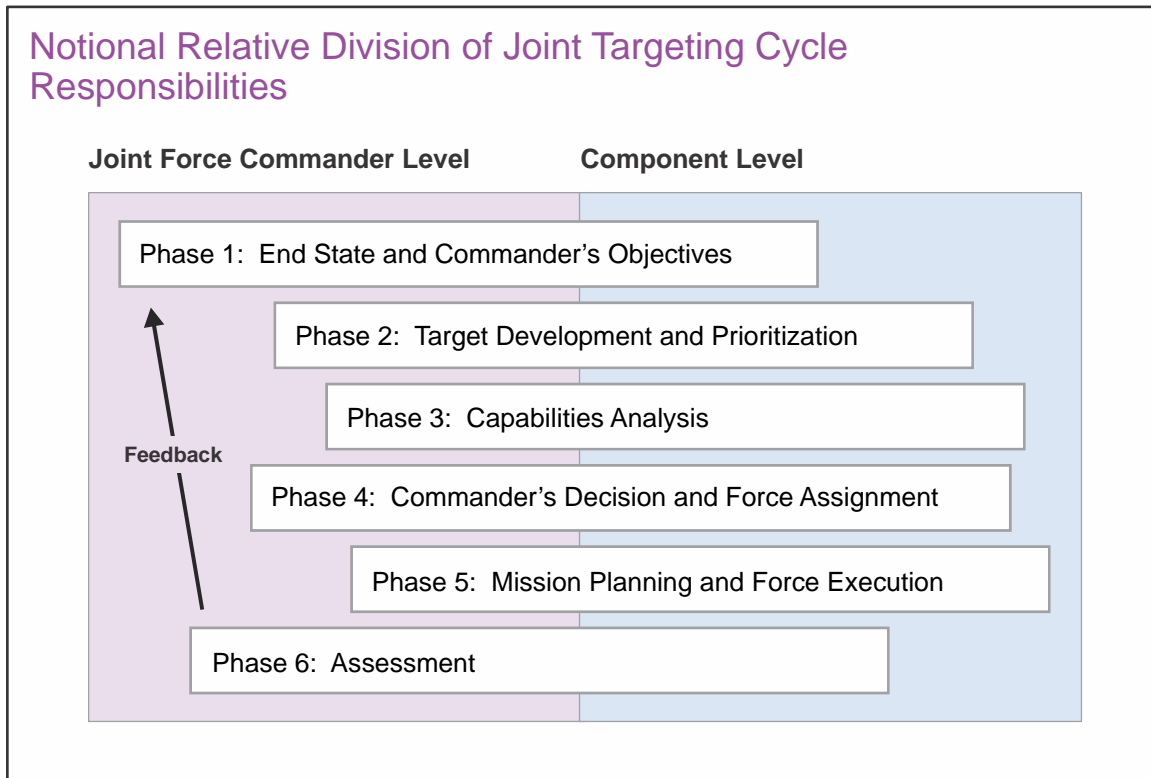 Notional Relative Division of Joint Targeting Cycle
Responsibilities
Joint Force Commander Level
Component Level
Phase 1:  End State and Commander’s Objectives
Phase 2:  Target Development and Prioritization
Phase 3:  Capabilities Analysis
Feedback
Phase 4:  Commander’s Decision and Force Assignment
Phase 5:  Mission Planning and Force Execution
Phase 6:  Assessment